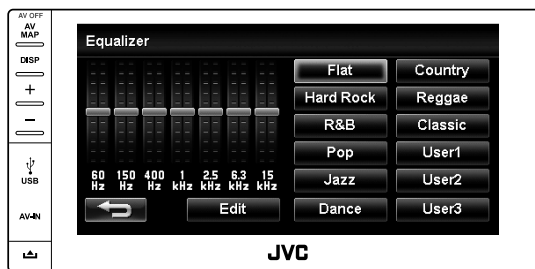 AV OFF
AV
MAP
DISP
+
–
USB
AV-IN
Equalizer
Flat Country
Hard Rock Reggae
R&B Classic
Pop User1
Jazz User2
Dance User3
60 Hz 150 Hz 400 Hz 1 kHz 2.5 kHz 6.3 kHz 15 kHz
Edit
JVC